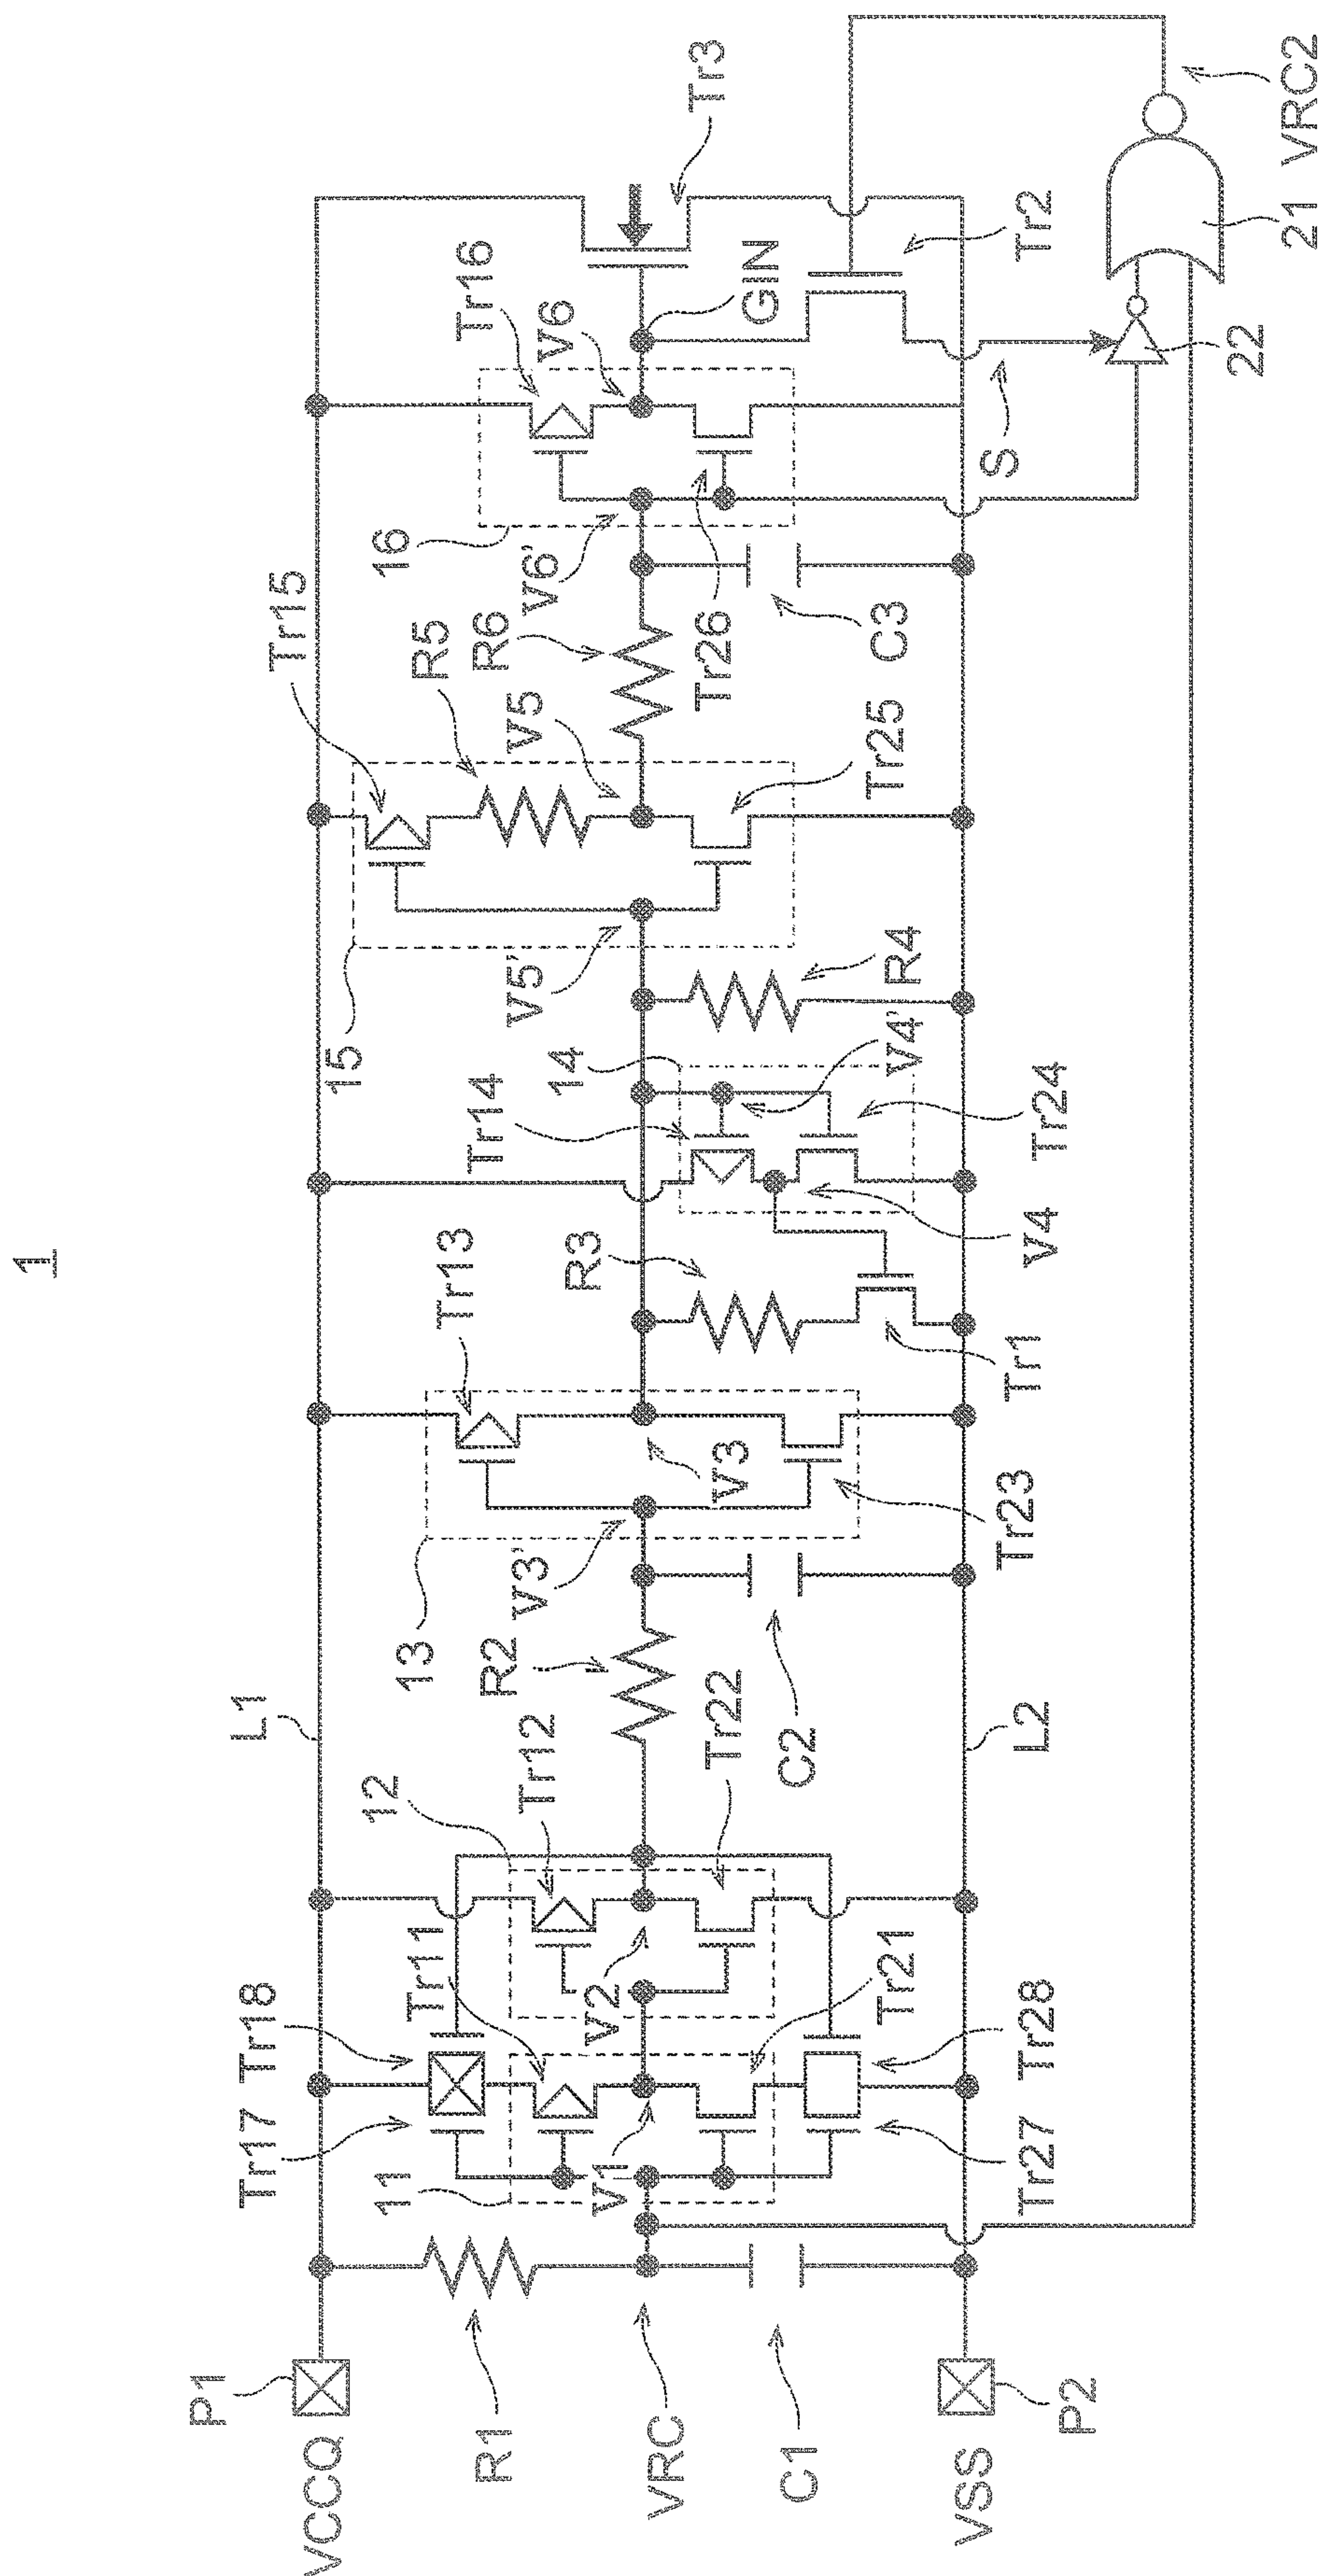 1
P1
VCCQ
R1
VRC
C1
VSS
P2
L1
L2
Tr17
Tr18
11
Tr11
V1
Tr21
Tr27
Tr28
12
Tr12
V2
Tr22
R2
C2
13
V3'
Tr13
V3
Tr23
R3
Tr1
Tr14
14
V4'
V4
Tr24
R4
15
V5'
Tr15
R5
V5
Tr25
R6
C3
16
V6'
Tr16
V6
Tr26
GIN
Tr3
Tr2
S
22
21
VRC2